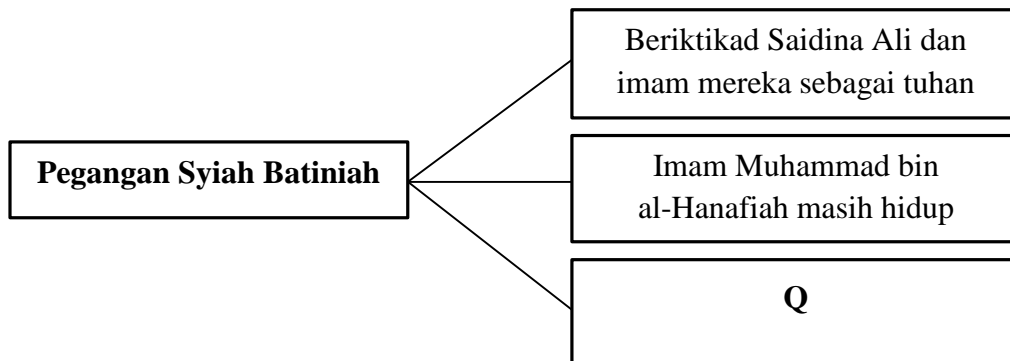 Beriktikad Saidina Ali dan
imam mereka sebagai tuhan
Pegangan Syiah Batiniah
Imam Muhammad bin
al-Hanafiah masih hidup
Q